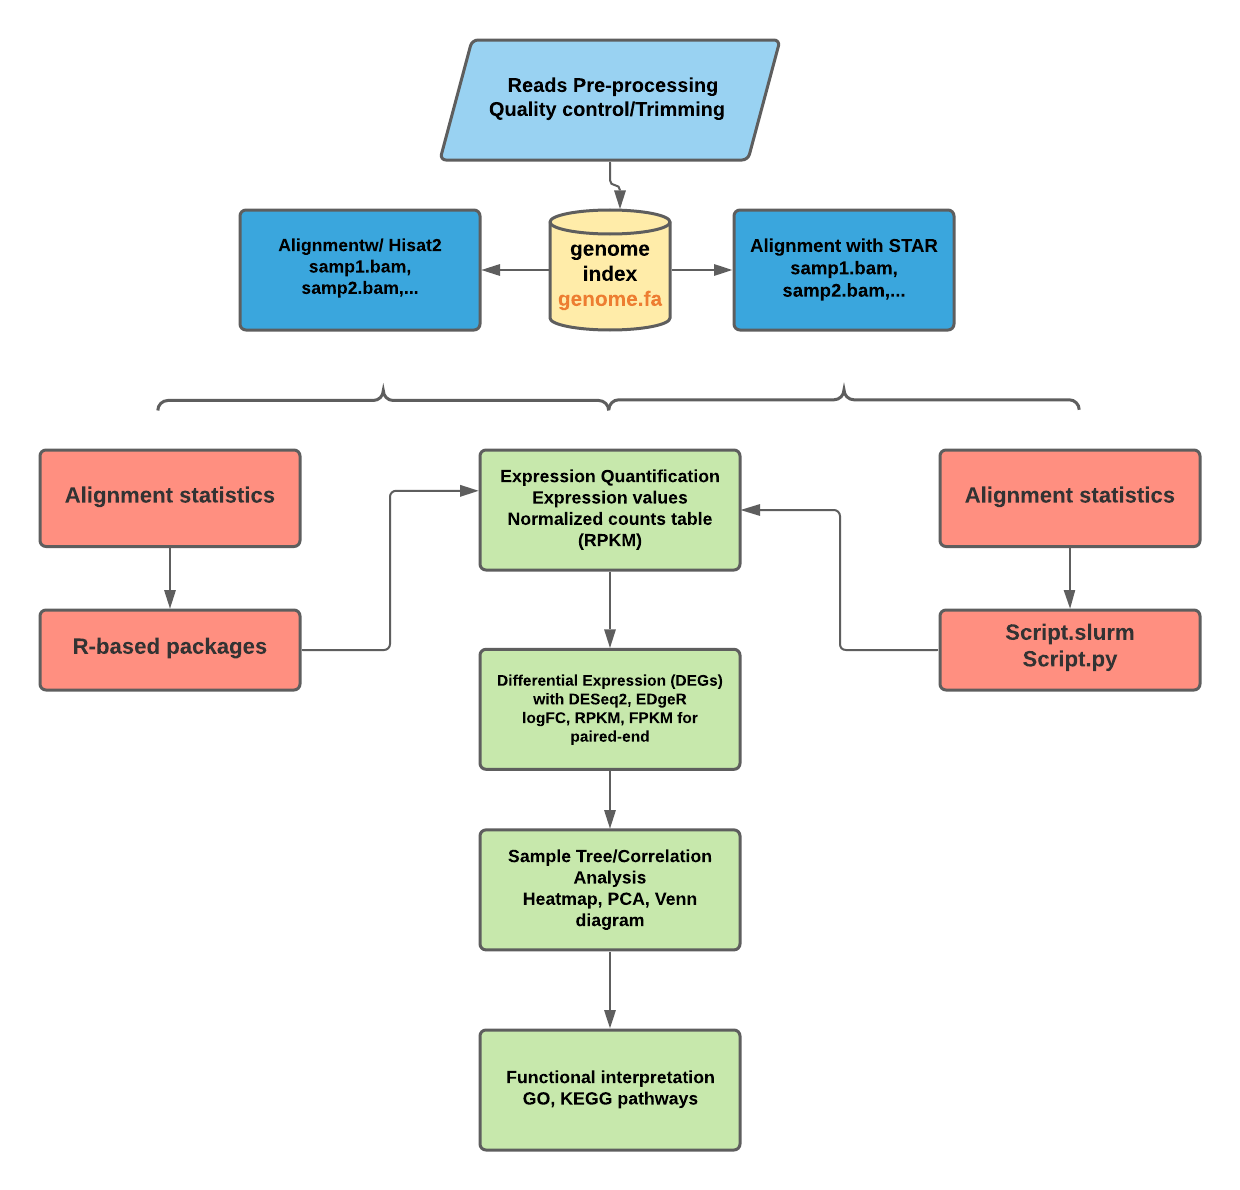 Reads Pre-processing
Quality control/Trimming
Alignmentw/ Hisat2
samp1.bam,
samp2.bam,...
genome
index
genome.fa
Alignment with STAR
samp1.bam,
samp2.bam,...
Alignment statistics
Expression Quantification
Expression values
Normalized counts table
(RPKM)
Alignment statistics
R-based packages
Script.slurm
Script.py
Differential Expression (DEGs)
with DESeq2, EDgeR
logFC, RPKM, FPKM for
paired-end
Sample Tree/Correlation
Analysis
Heatmap, PCA, Venn
diagram
Functional interpretation
GO, KEGG pathways